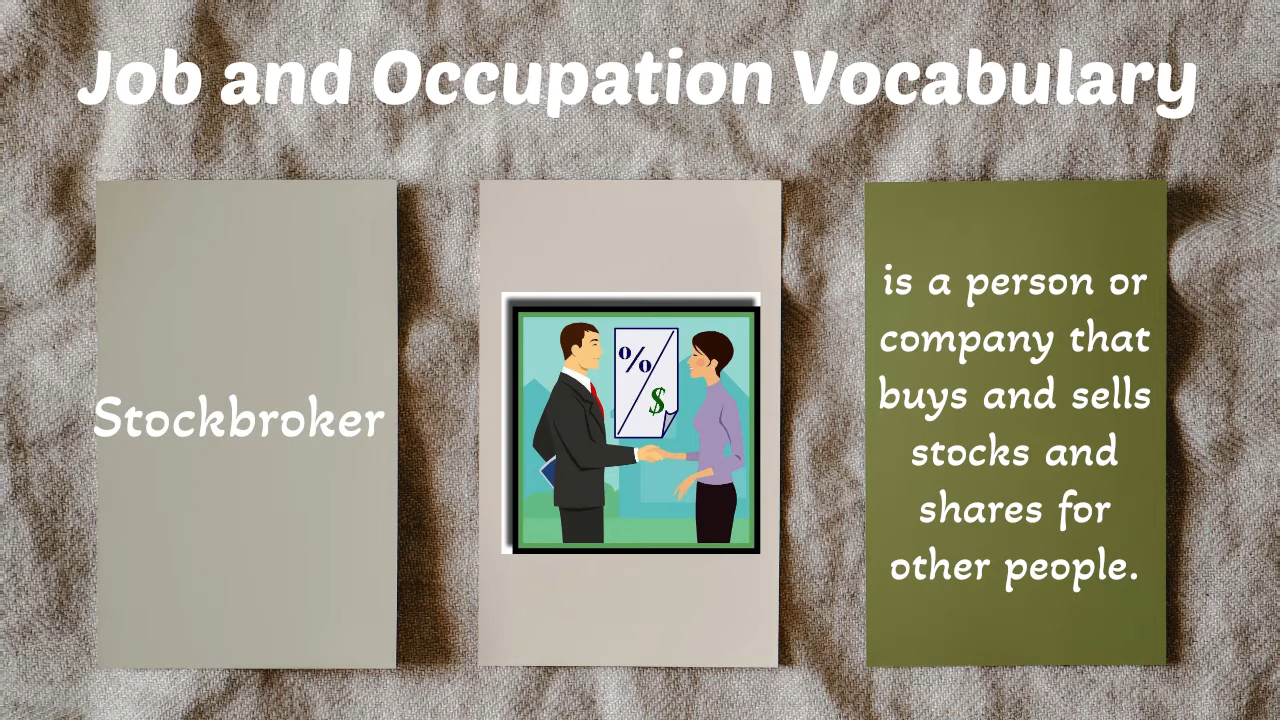 Job and Occupation Vocabulary
Stockbroker
%
$
is a person or
company that
buys and sells
stocks and
shares for
other people.